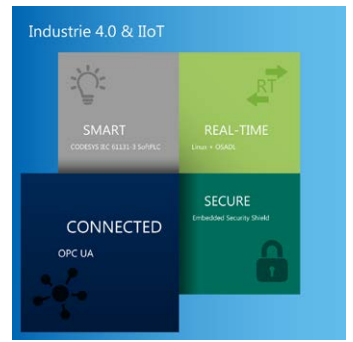 Industrie 4.0 & IIoT
RT
SMART
CODESYS IEC 61131-3 SoftPLC
REAL-TIME
Linux + OSADL
CONNECTED
OPC UA
SECURE
Embedded Security Shield